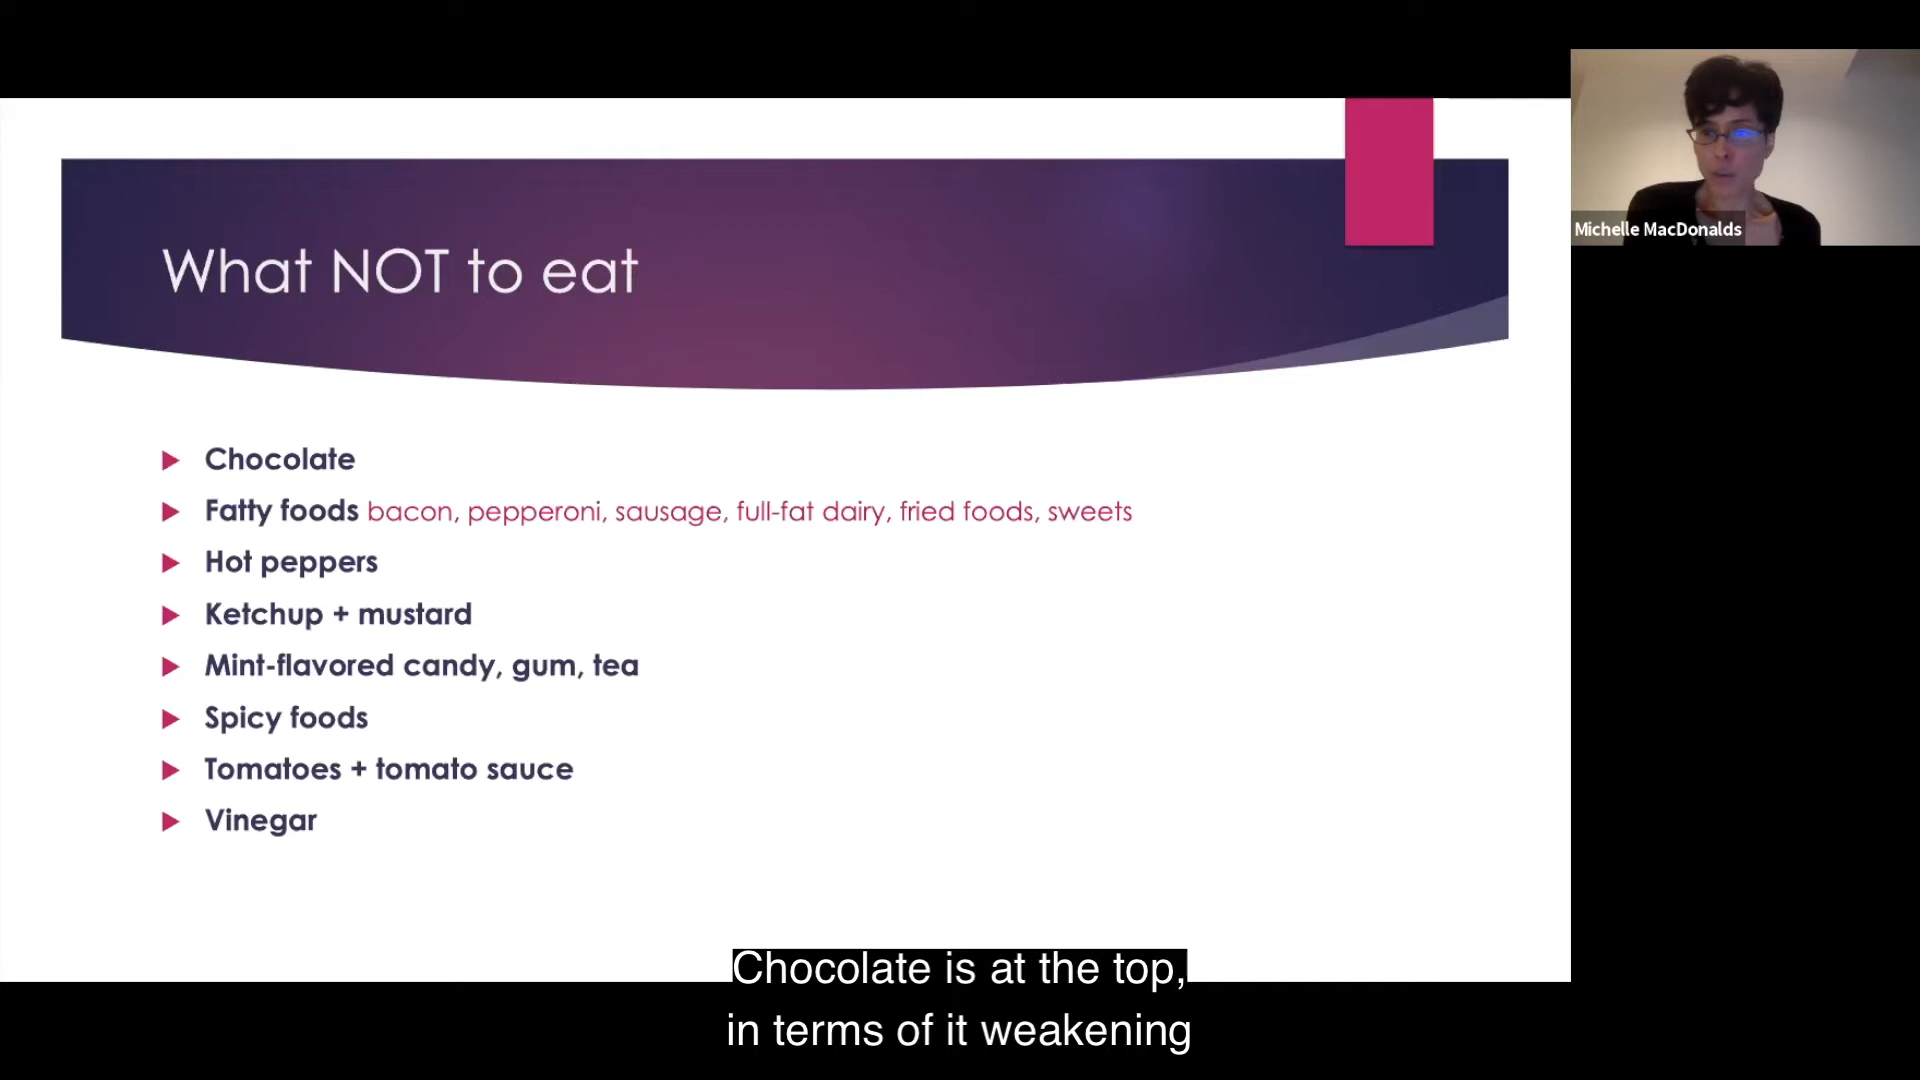 What NOT to eat
Michelle MacDonalds
Chocolate
Fatty foods bacon, pepperoni, sausage, full-fat dairy, fried foods, sweets
Hot peppers
Ketchup + mustard
Mint-flavored candy, gum, tea
Spicy foods
Tomatoes + tomato sauce
Vinegar
Chocolate is at the top,
in terms of it weakening